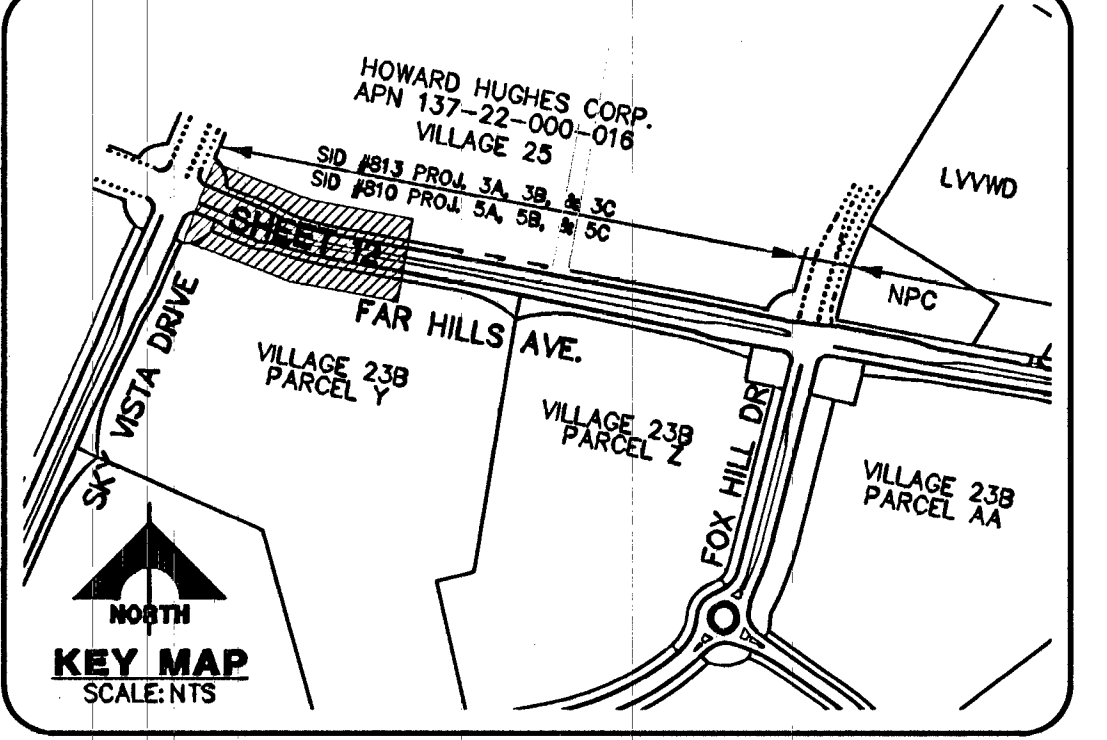 HOWARD HUGHES CORP.
APN 137-22-000-016
VILLAGE 25
SID #813 PROJ. 3A, 3B, & 3C
SID #810 PROJ. 5A, 5B, & 5C
LVVWD
SHEET 12
NPC
FAR HILLS AVE.
SKY VISTA DRIVE
VILLAGE 23B
PARCEL Y
VILLAGE 23B
PARCEL Z
FOX HILL DR
VILLAGE 23B
PARCEL AA
NORTH
KEY MAP
SCALE: NTS